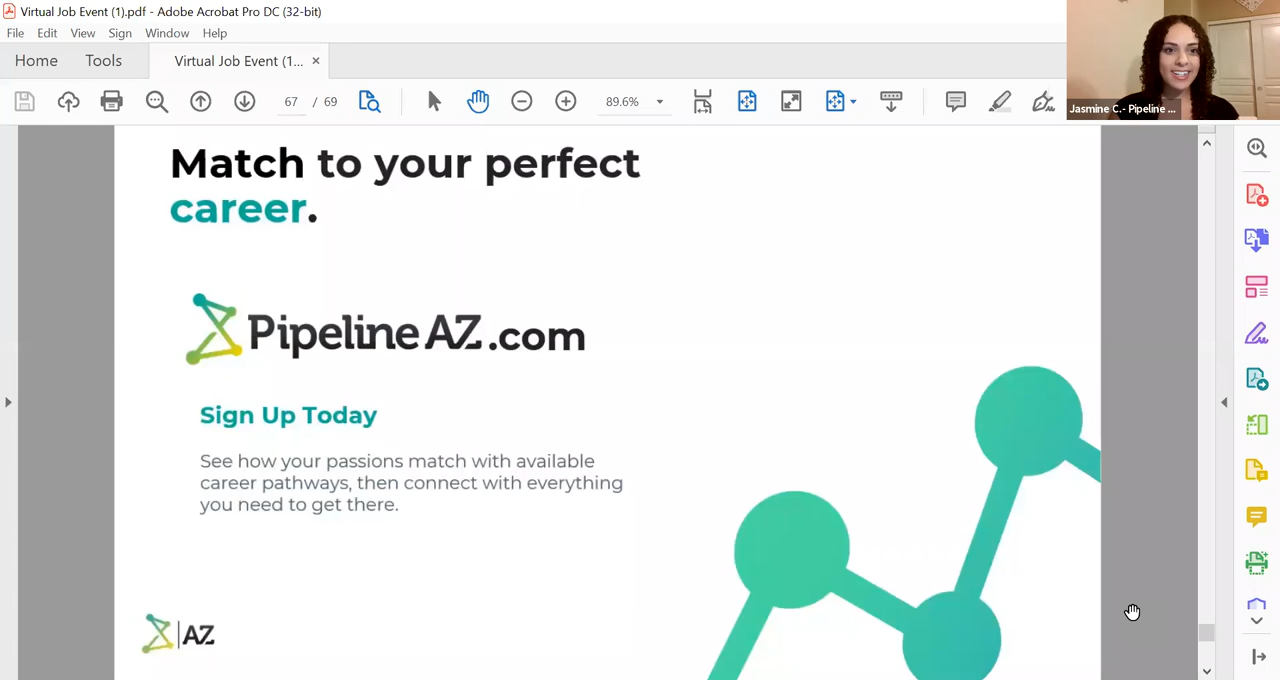 Virtual Job Event (1).pdf - Adobe Acrobat Pro DC (32-bit)
File Edit View Sign Window Help
Home Tools Virtual Job Event (1... ×
67 / 69 89.6%
Jasmine C.- Pipeline ...
Match to your perfect
career.
PipelineAZ.com
Sign Up Today
See how your passions match with available
career pathways, then connect with everything
you need to get there.
AZ